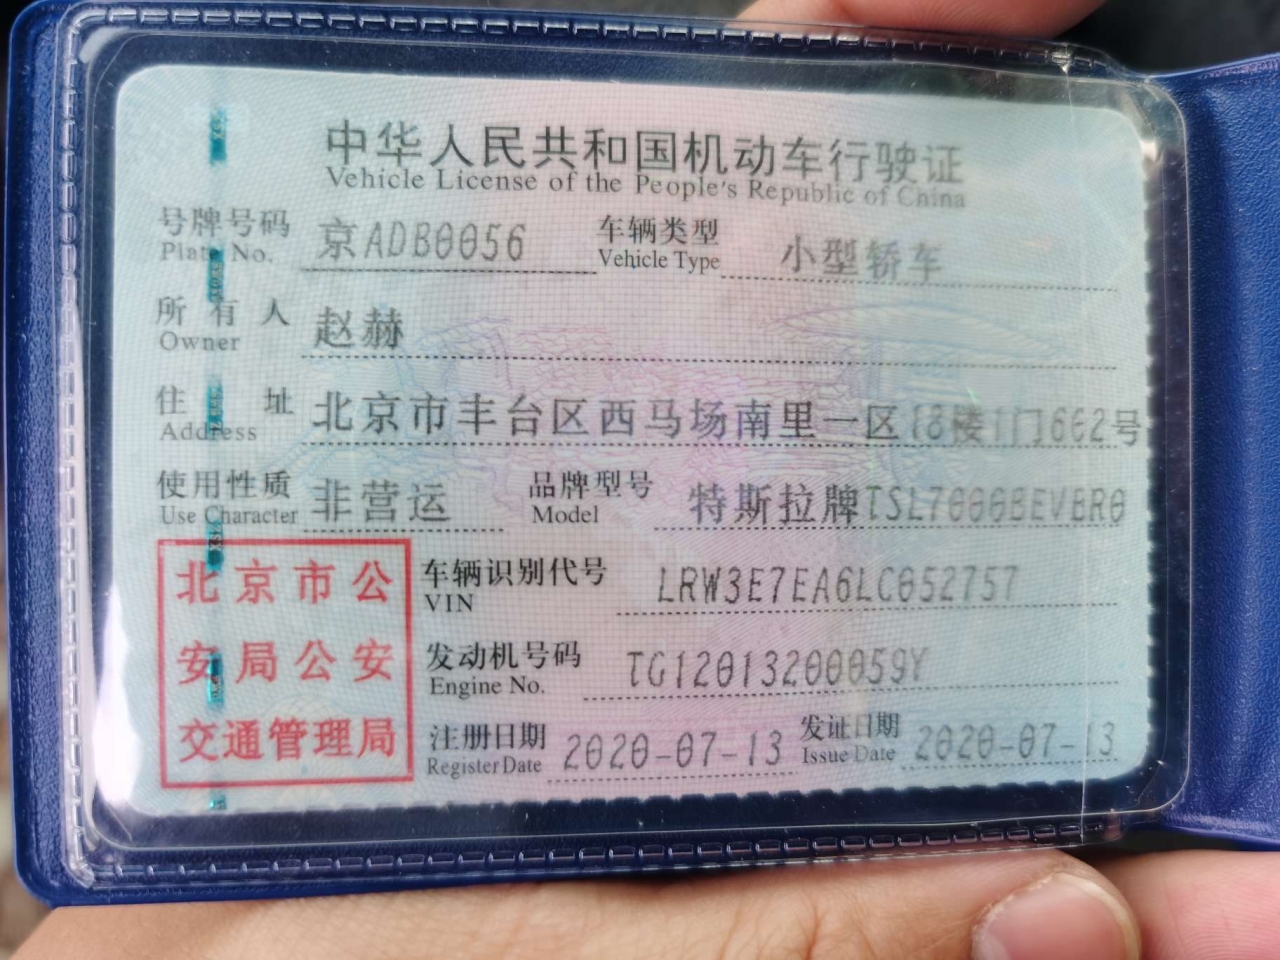 中华人民共和国机动车行驶证
Vehicle License of the People's Republic of China
号牌号码 京ADB0056 车辆类型 小型轿车
Plate No. Vehicle Type
所有人 赵赫
Owner
住址 北京市丰台区西马场南里一区18楼1门662号
Address
使用性质 非营运 品牌型号 特斯拉牌TSL7000BEVBR0
Use Character Model
北京市公
安局公安
交通管理局
车辆识别代号 LRW3E7EA6LC052757
VIN
发动机号码 TG12013200059Y
Engine No.
注册日期 2020-07-13 发证日期 2020-07-13
Register Date Issue Date